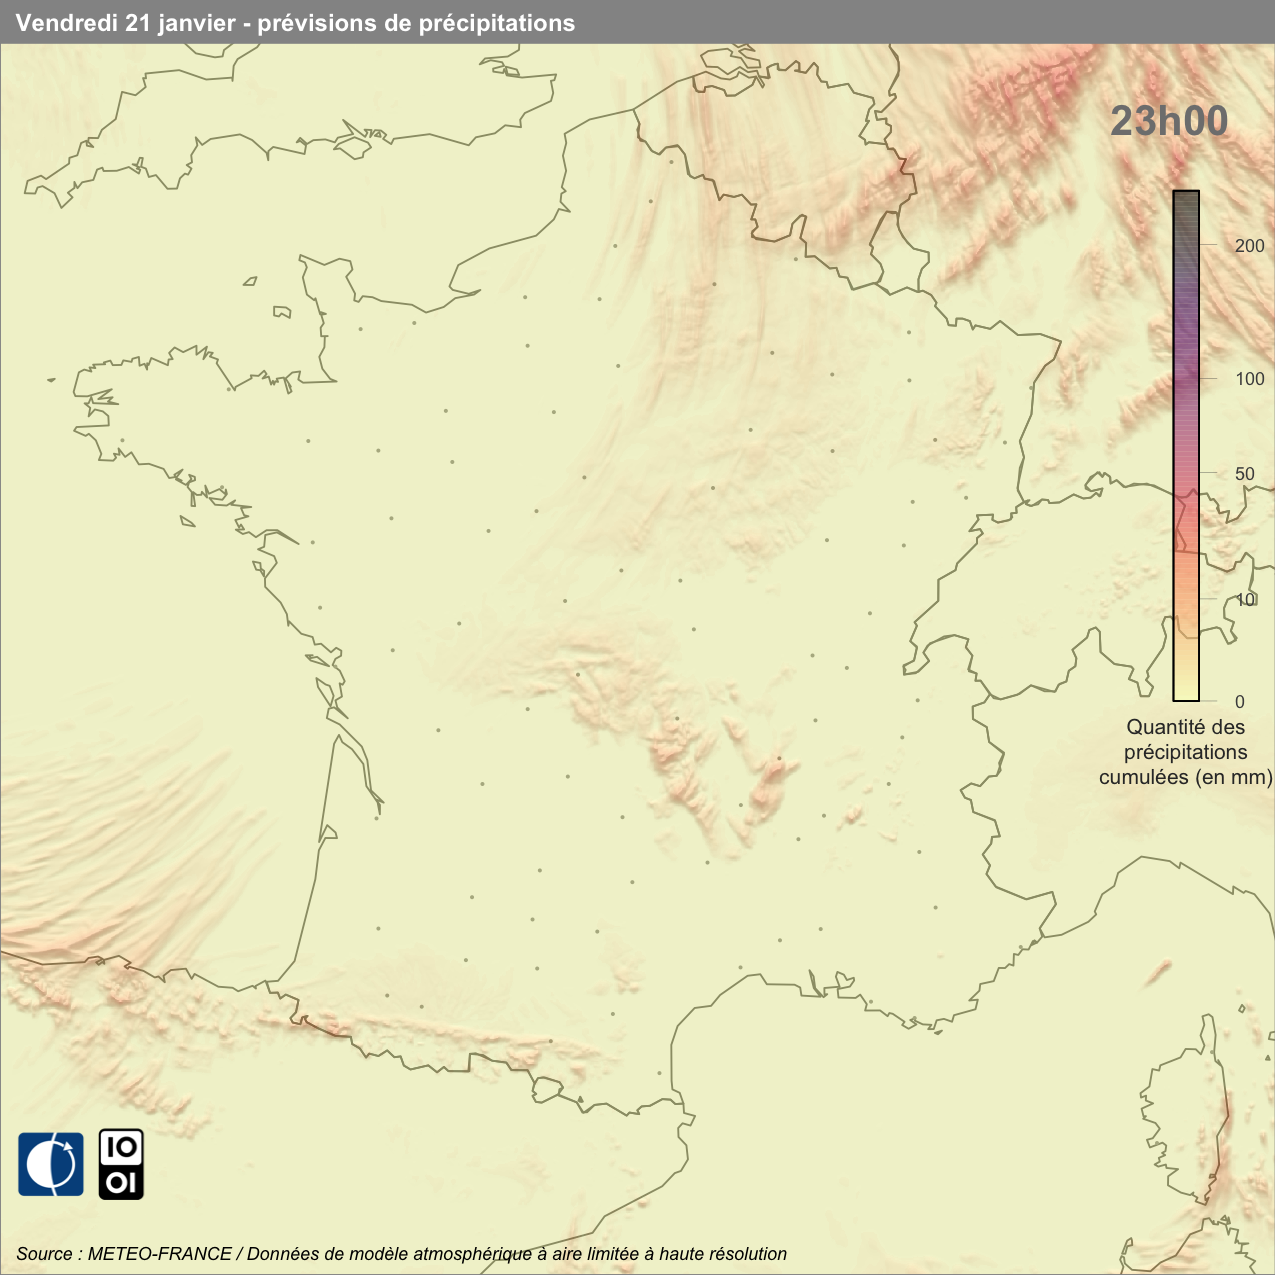 Vendredi 21 janvier - prévisions de précipitations
23h00
200
100
50
10
0
Quantité des
précipitations
cumulées (en mm)
IO
OI
Source : METEO-FRANCE / Données de modèle atmosphérique à aire limitée à haute résolution